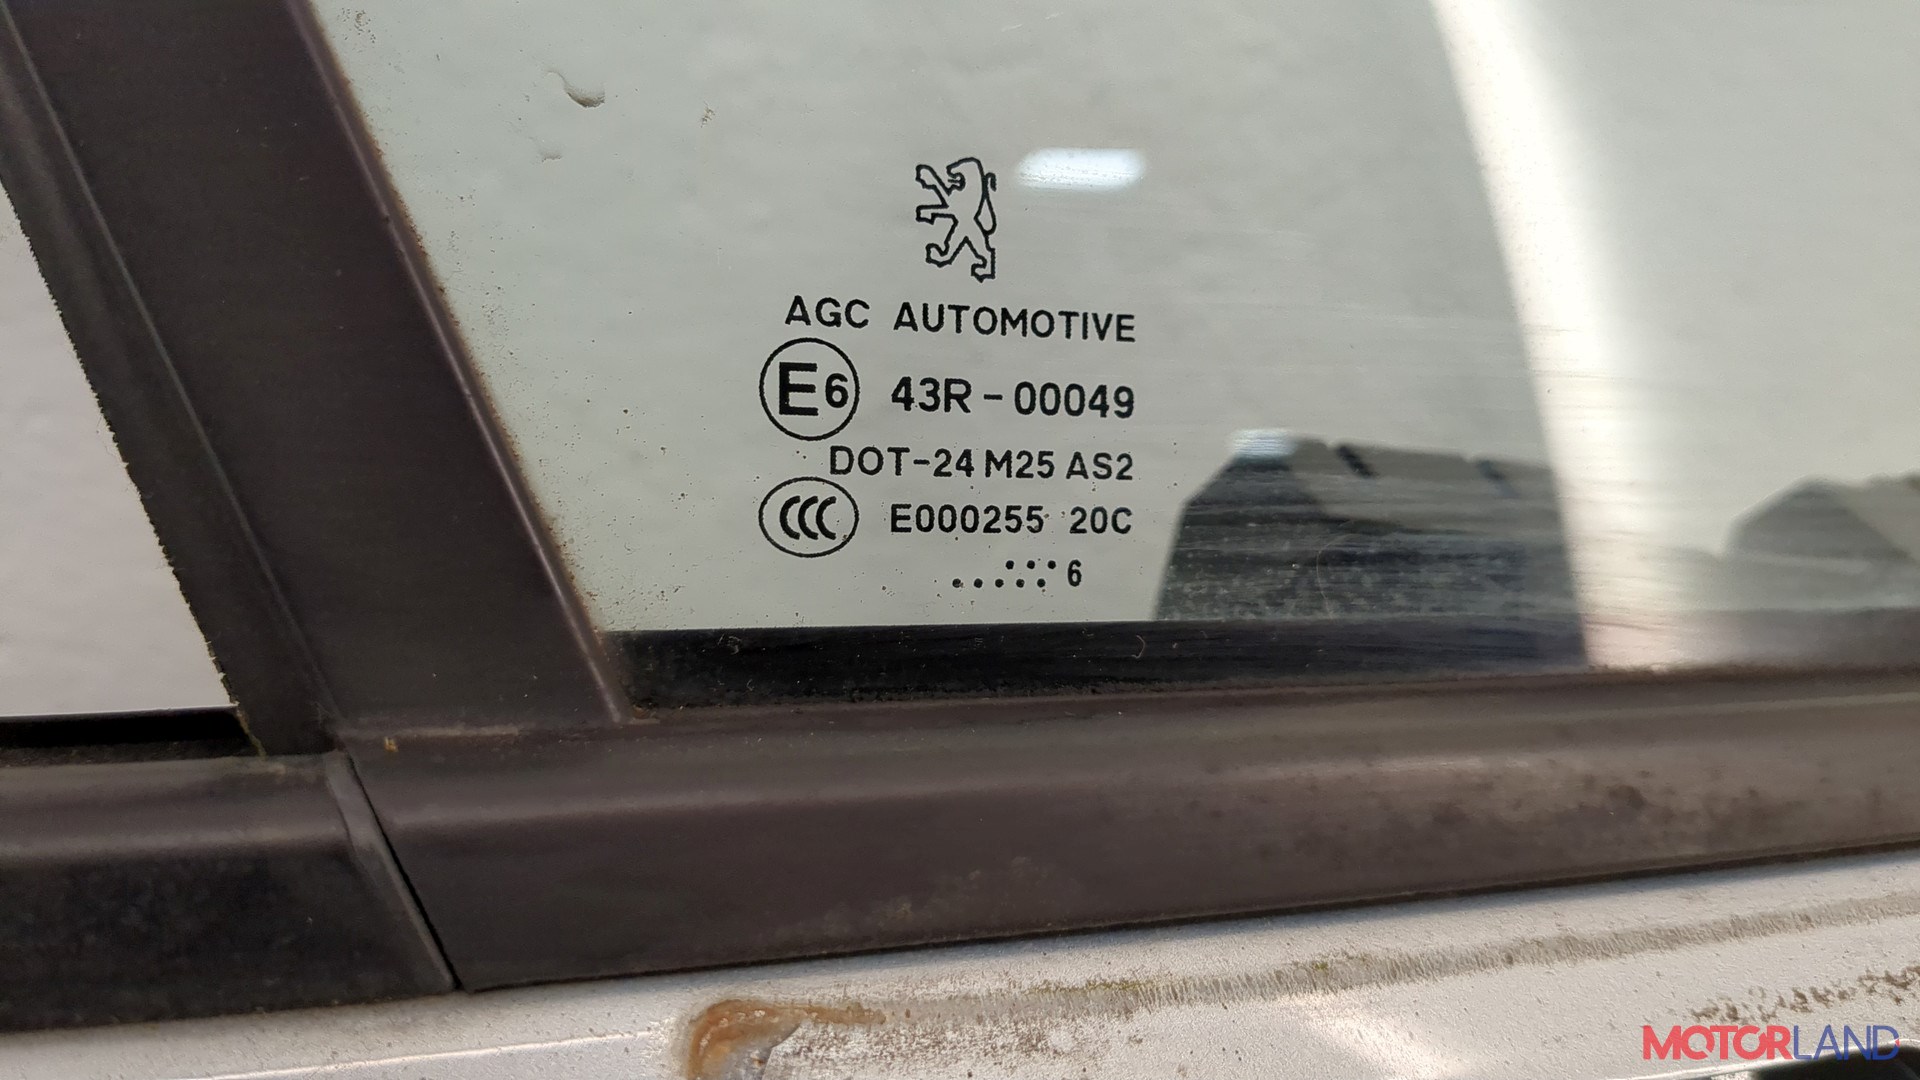 AGC AUTOMOTIVE
E6 43R-00049
DOT-24 M25 AS2
CCC E000255 20C
..:.:.: 6
MOTORLAND